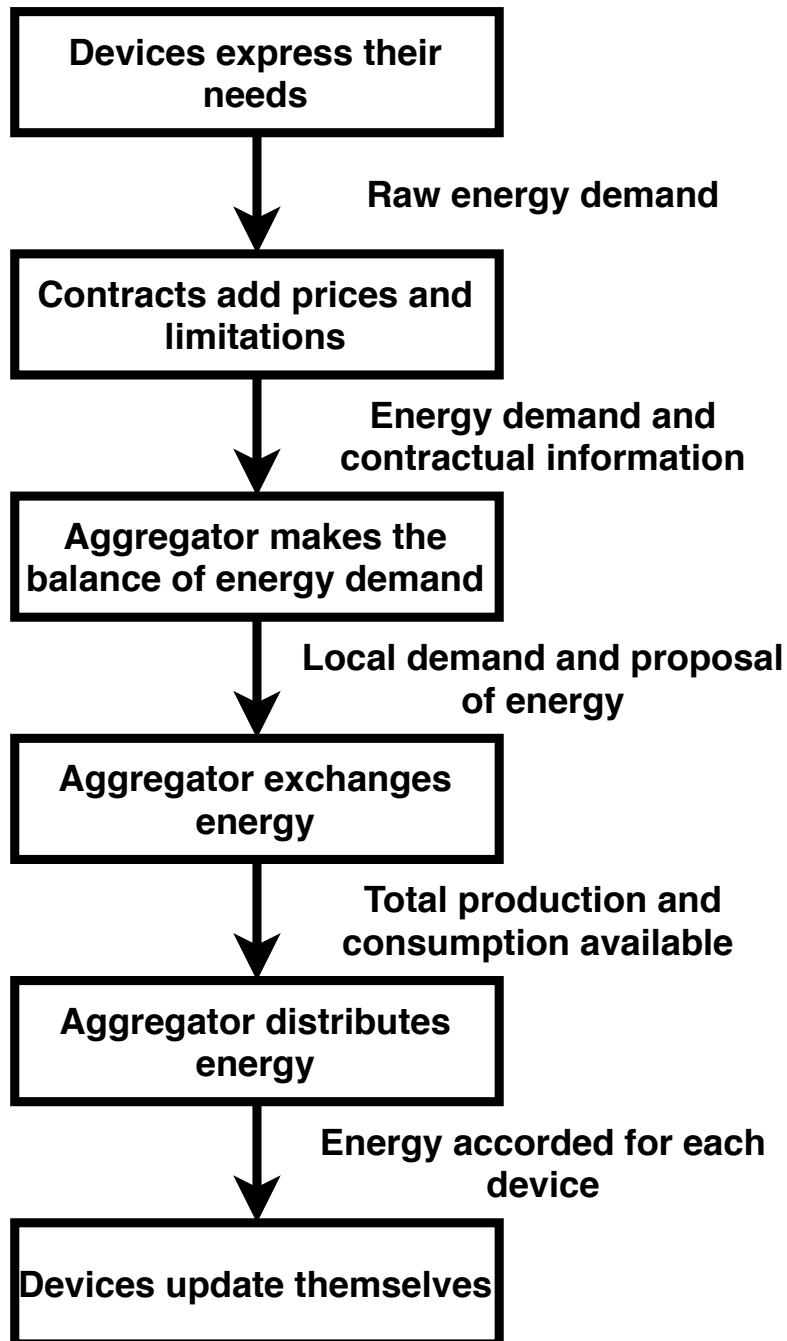 Devices express their
needs
Raw energy demand
Contracts add prices and
limitations
Energy demand and
contractual information
Aggregator makes the
balance of energy demand
Local demand and proposal
of energy
Aggregator exchanges
energy
Total production and
consumption available
Aggregator distributes
energy
Energy accorded for each
device
Devices update themselves